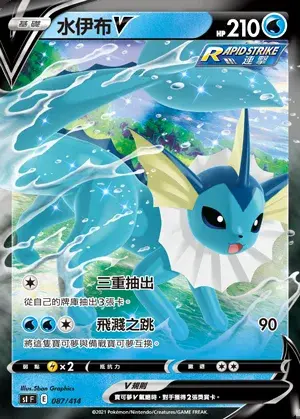 基礎 水伊布V HP 210
RAPID STRIKE
連擊
三重抽出
從自己的牌庫抽出3張卡。
飛濺之跳 90
將這隻寶可夢與備戰寶可夢互換。
弱點 ×2 抵抗力 撤退
Illus. Shon Graphics
V規則
sI F E 087/414
寶可夢V【昏厥】時，對手獲得2張獎賞卡。
©2021 Pokémon/Nintendo/Creatures/GAME FREAK.